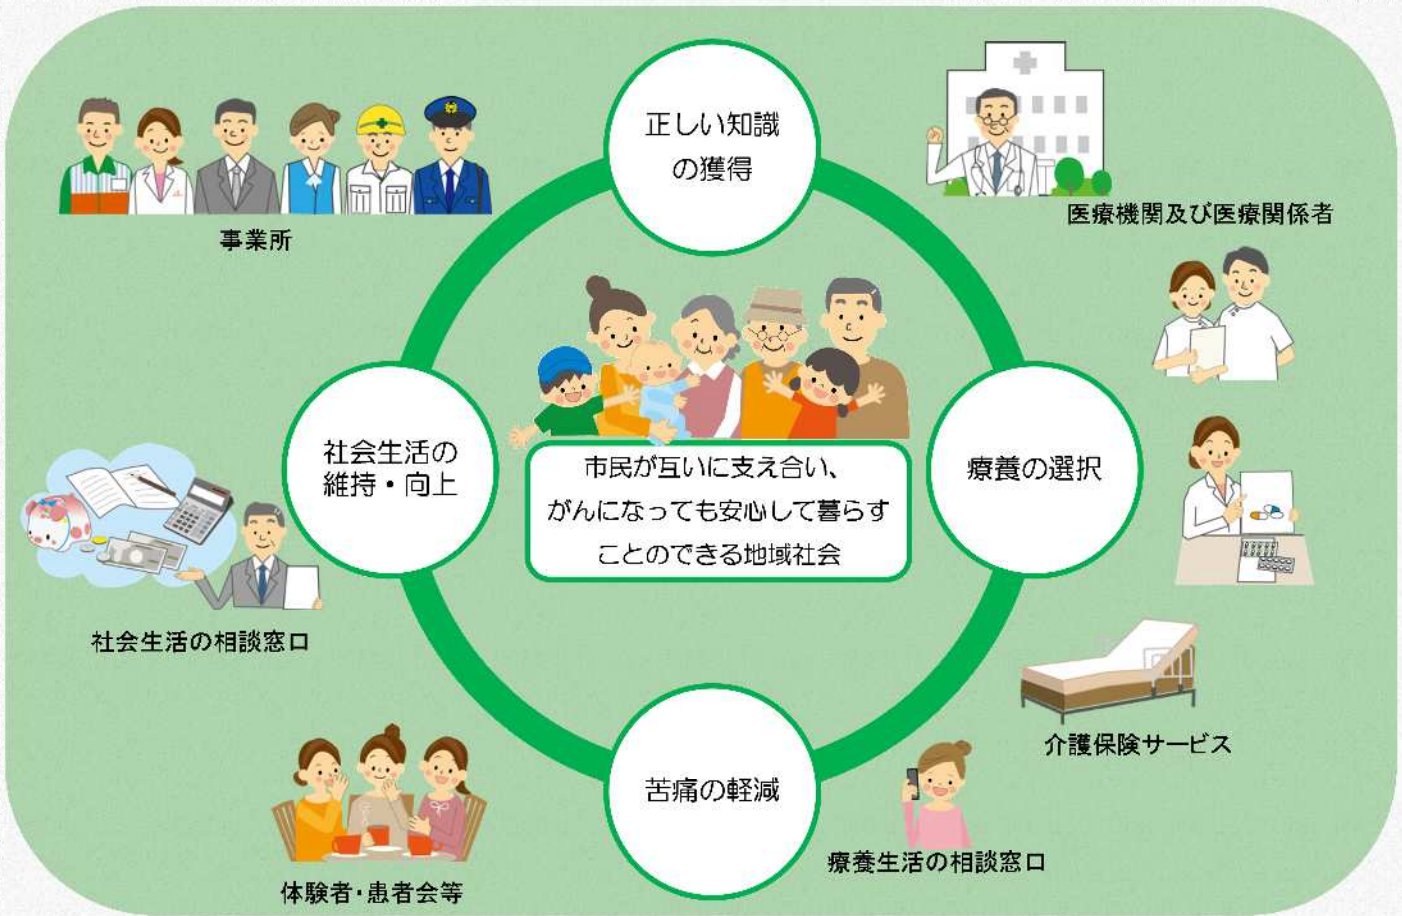 正しい知識
の獲得
事業所
医療機関及び医療関係者
社会生活の
維持・向上
市民が互いに支え合い、
がんになっても安心して暮らす
ことのできる地域社会
療養の選択
社会生活の相談窓口
介護保険サービス
苦痛の軽減
療養生活の相談窓口
体験者・患者会等